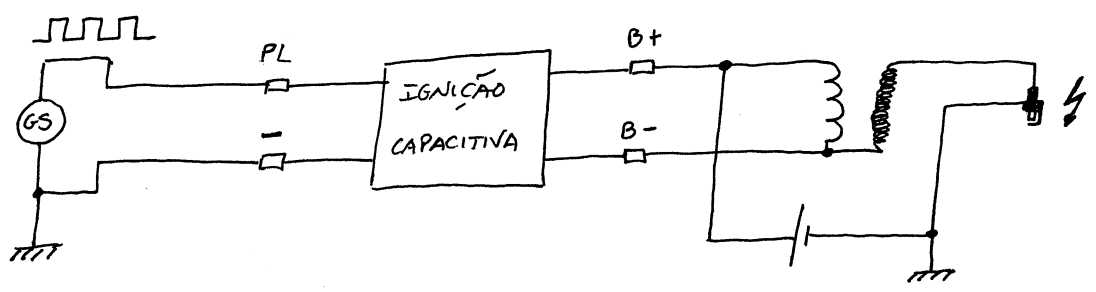 PL
B+
IGNIÇÃO
CAPACITIVA
GS
-
B-